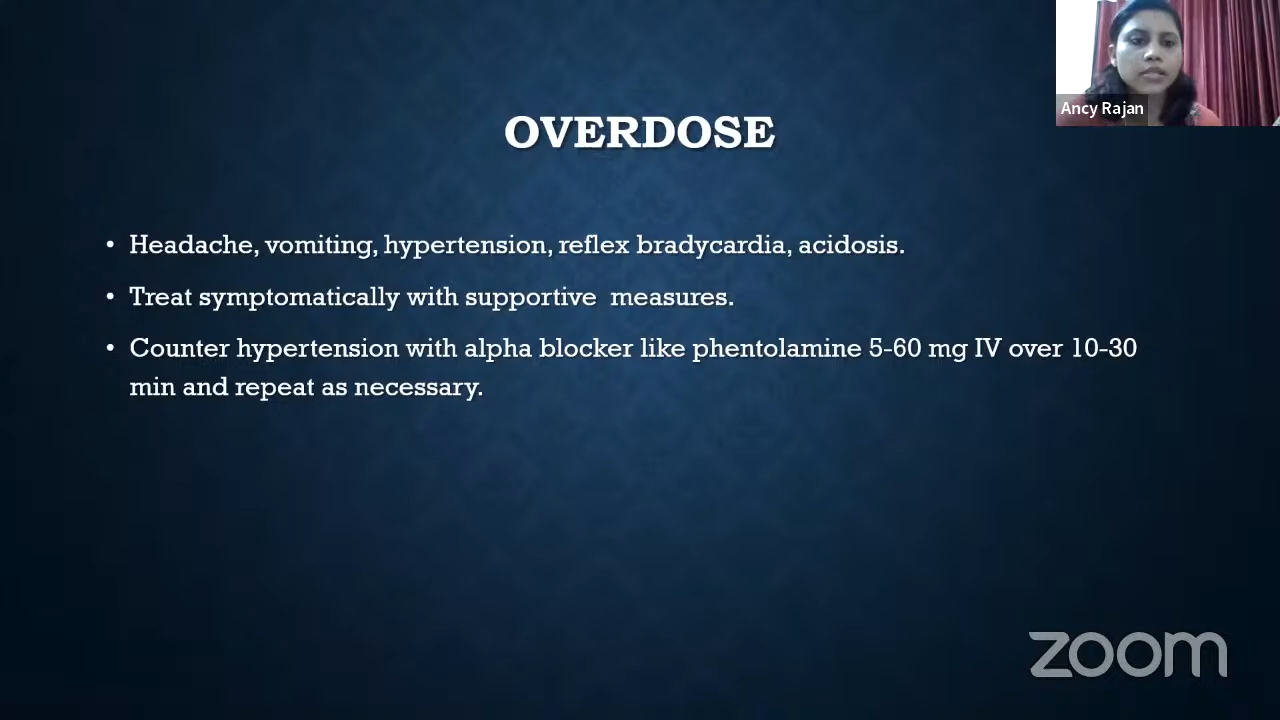 Ancy Rajan
OVERDOSE
• Headache, vomiting, hypertension, reflex bradycardia, acidosis.
• Treat symptomatically with supportive measures.
• Counter hypertension with alpha blocker like phentolamine 5-60 mg IV over 10-30
min and repeat as necessary.
zoom